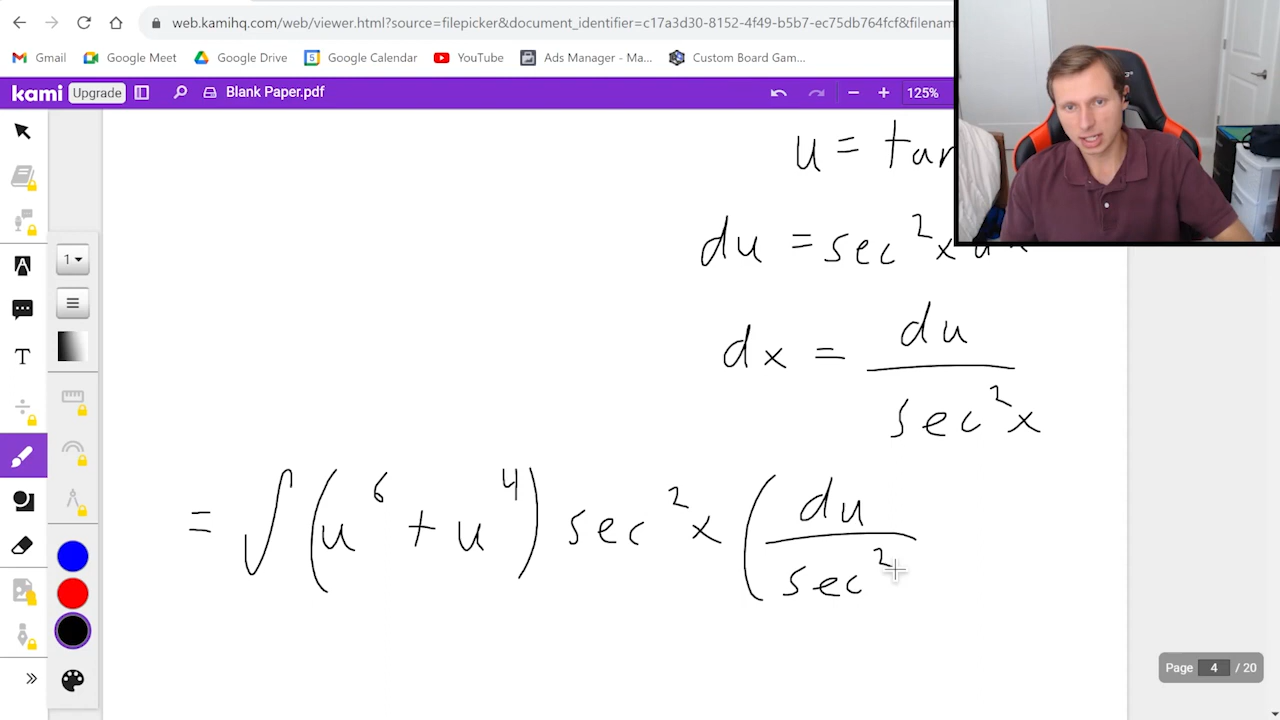 web.kamihq.com/web/viewer.html?source=filepicker&document_identifier=c17a3d30-8152-4f49-b5b7-ec75db764fcf&filenam
Gmail Google Meet Google Drive Google Calendar YouTube Ads Manager - Ma... Custom Board Gam...
kami Upgrade Blank Paper.pdf 125%
u = tan
du = sec²x dx
1
dx = du / sec²x
T
= ∫(u⁶ + u⁴) sec²x (du / sec²
Page 4 / 20